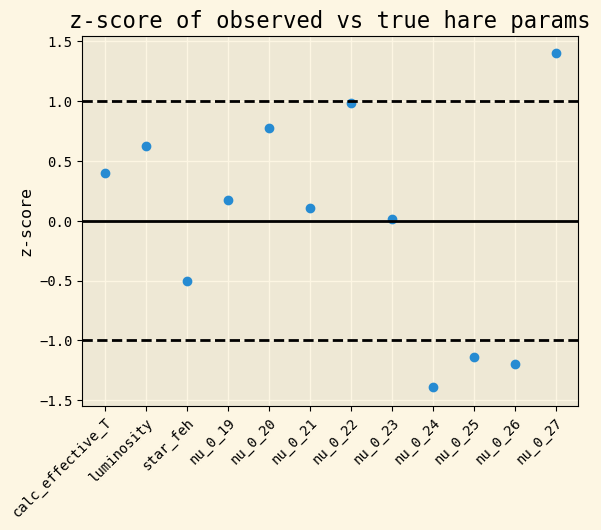 z-score of observed vs true hare params
z-score
1.5
1.0
0.5
0.0
−0.5
−1.0
−1.5
calc_effective_T
luminosity
star_feh
nu_0_19
nu_0_20
nu_0_21
nu_0_22
nu_0_23
nu_0_24
nu_0_25
nu_0_26
nu_0_27